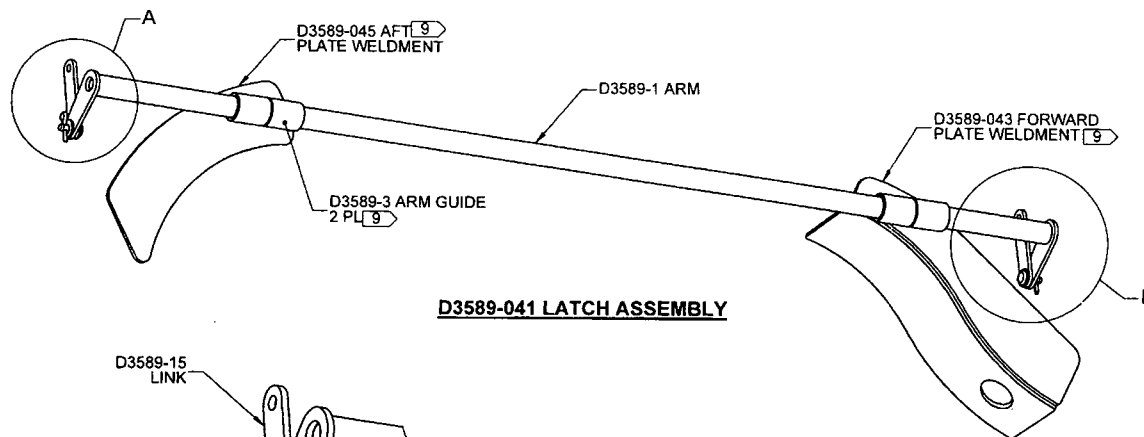 A
D3589-045 AFT 9
PLATE WELDMENT
D3589-1 ARM
D3589-043 FORWARD
PLATE WELDMENT 9
D3589-3 ARM GUIDE
2 PL 9
D3589-041 LATCH ASSEMBLY
D3589-15
LINK